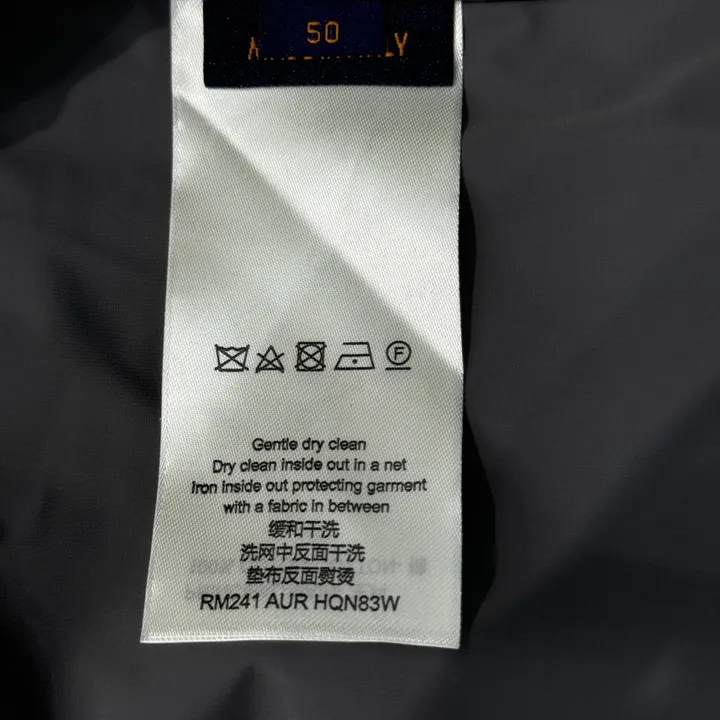 50
Gentle dry clean
Dry clean inside out in a net
Iron inside out protecting garment
with a fabric in between
缓和干洗
洗网中反面干洗
垫布反面熨烫
RM241 AUR HQN83W